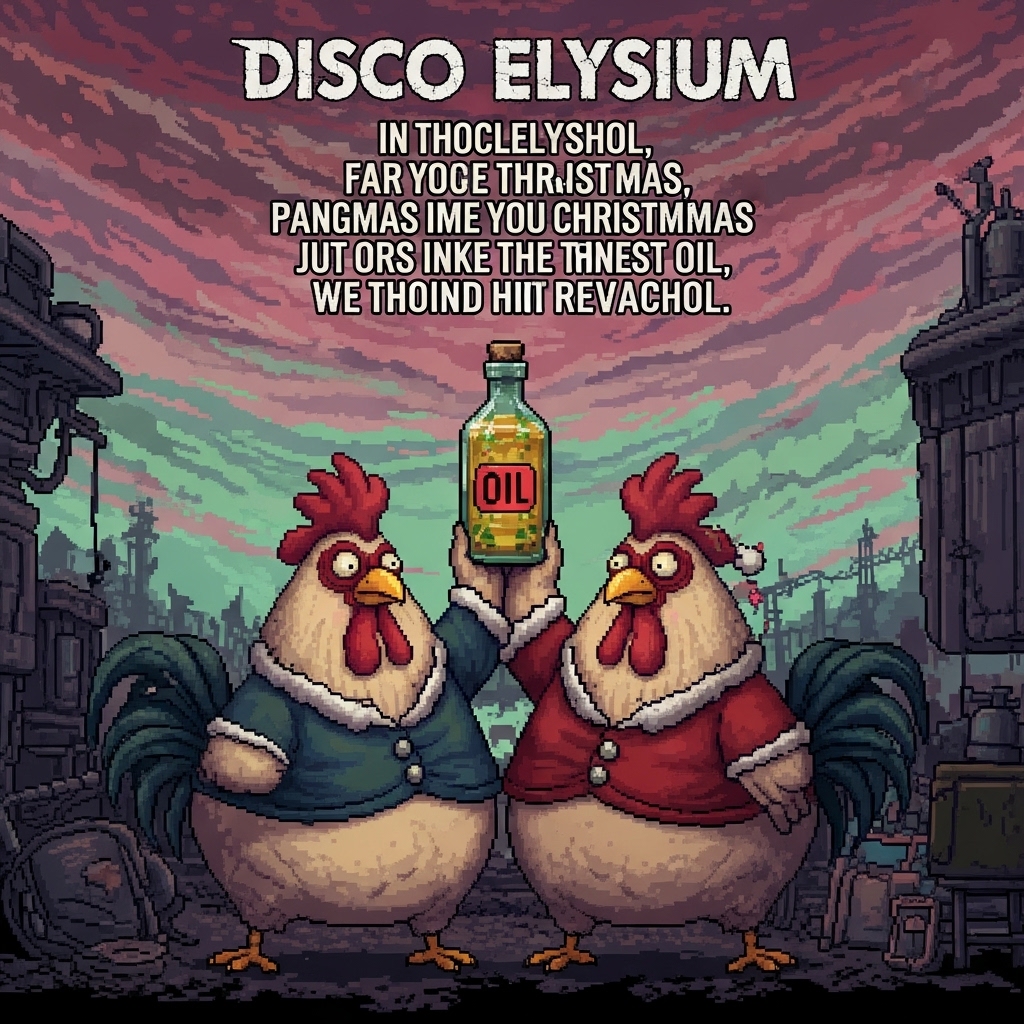 DISCO ELYSIUM
IN THOCLELYSHOL,
FAR YOCE THRIISTMAS,
PANGMAS IME YOU CHRISTMMAS
JUT ORS INKE THE THNEST OIL,
WE THOIND HIIT REVACHOL.
OIL